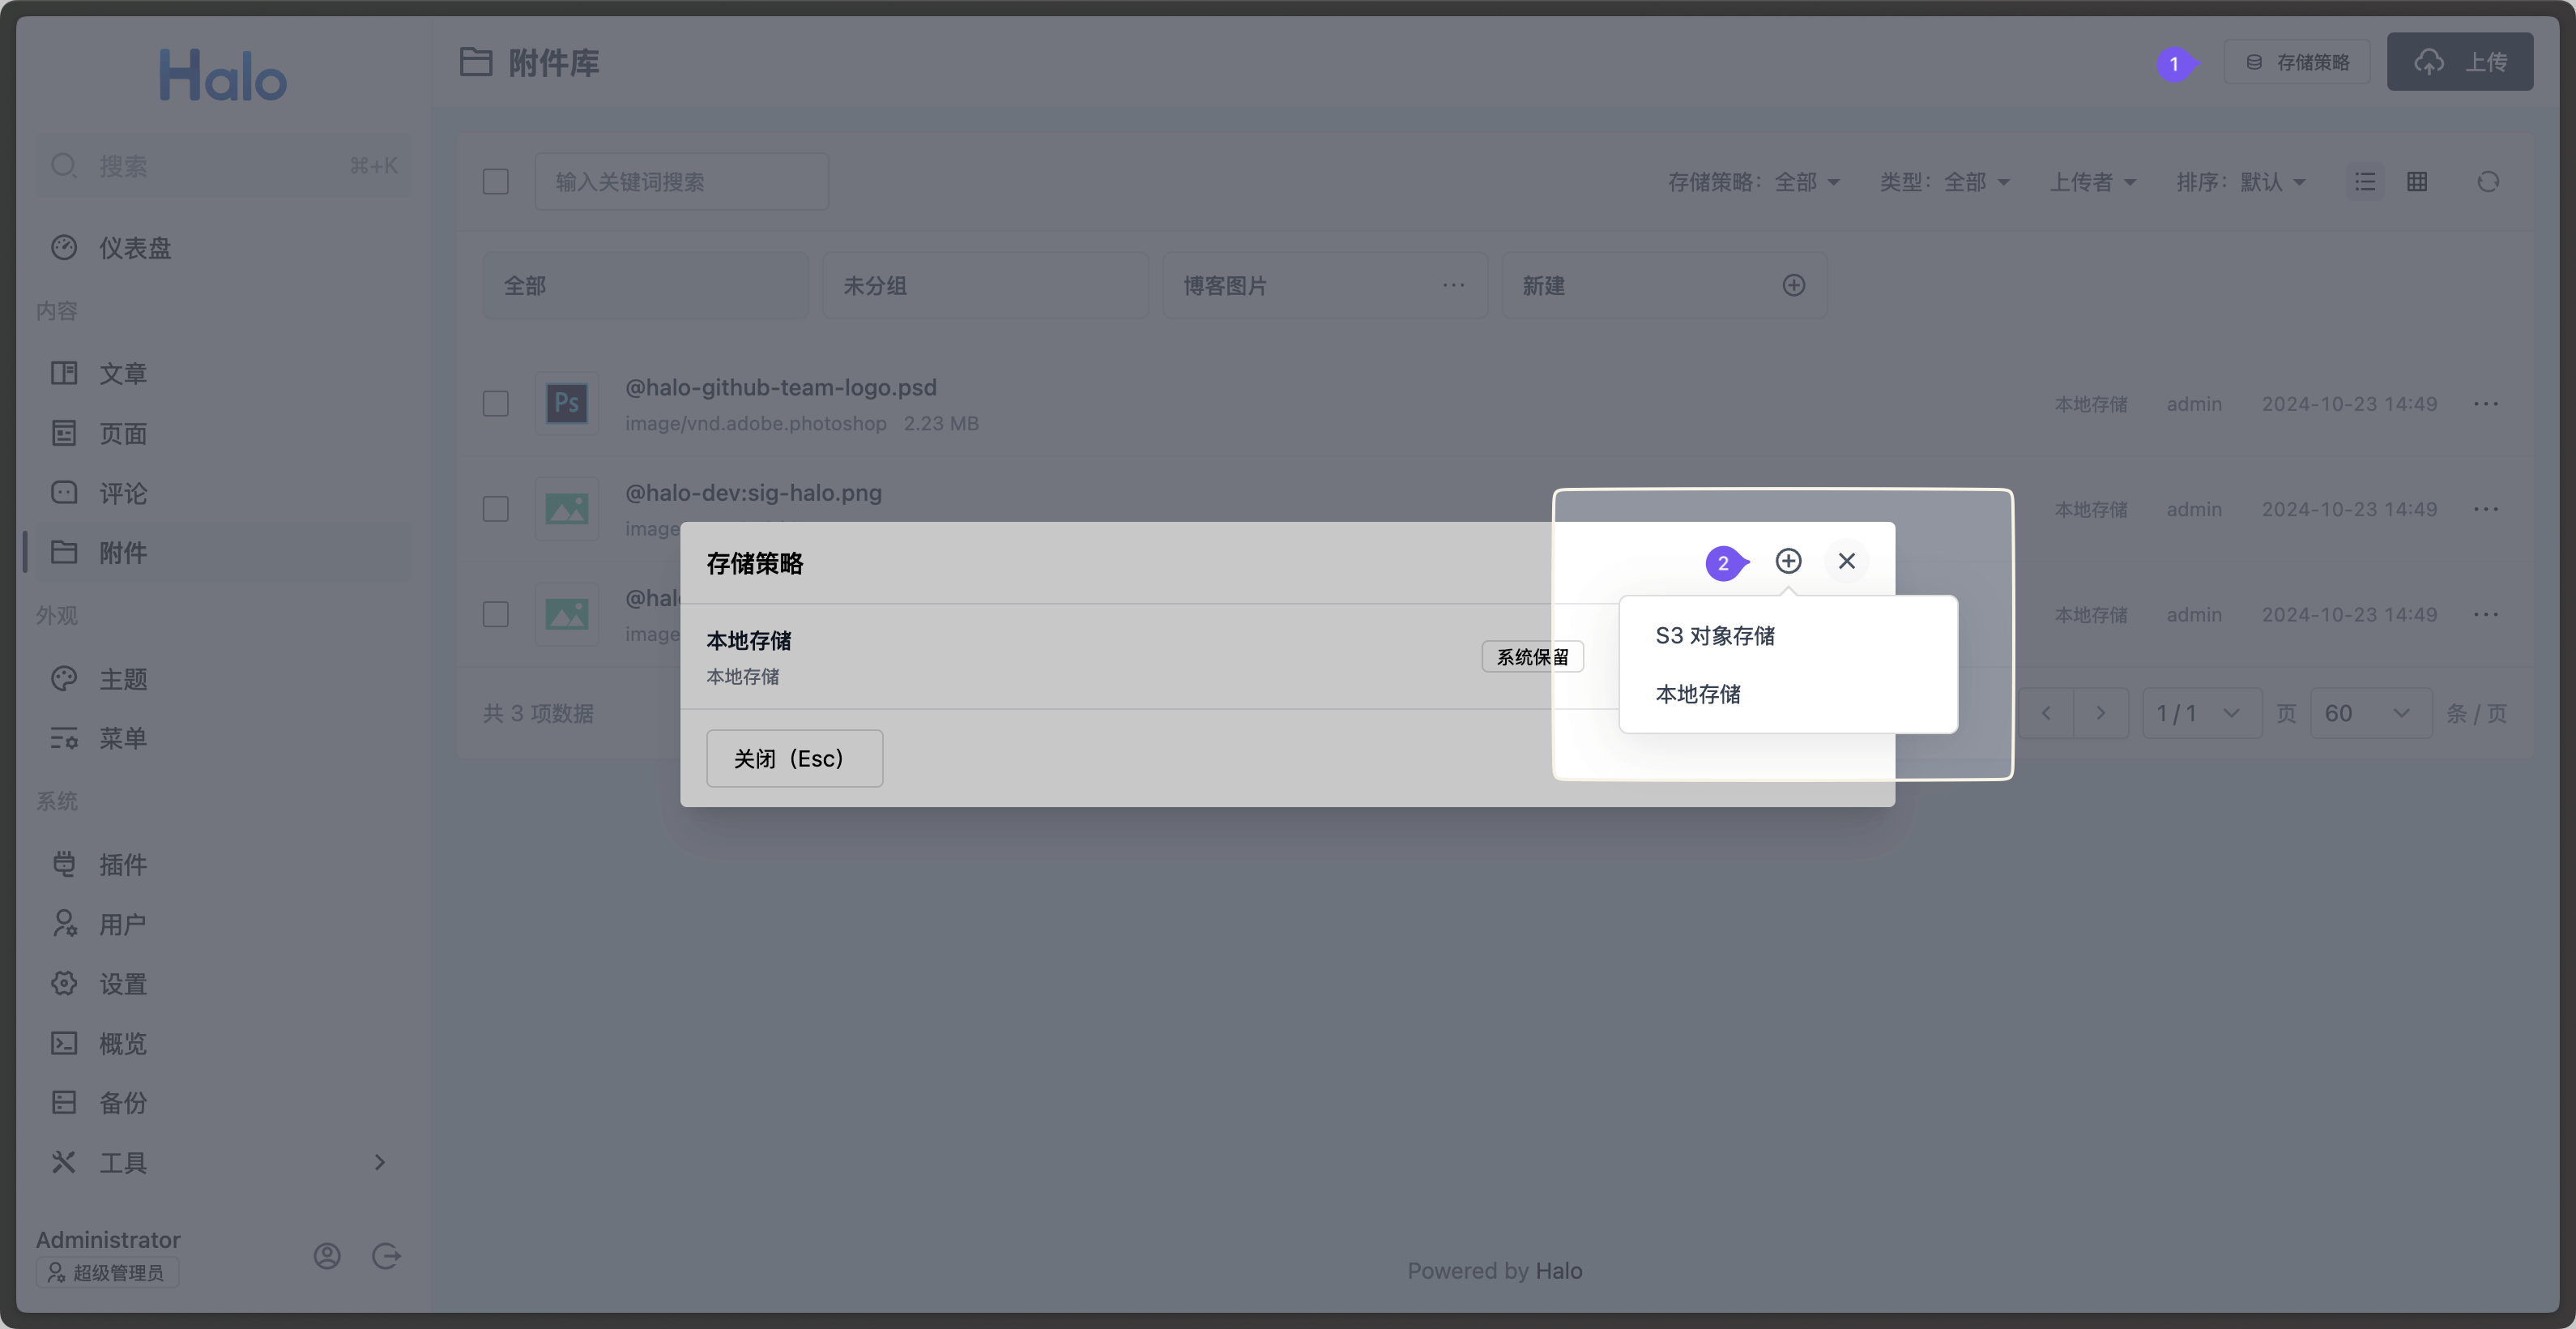 Halo
搜索 ⌘+K
仪表盘
内容
文章
页面
评论
附件
外观
主题
菜单
系统
插件
用户
设置
概览
备份
工具
Administrator
超级管理员
附件库
1 存储策略 上传
输入关键词搜索 存储策略：全部 类型：全部 上传者 排序：默认
全部 未分组 博客图片 ··· 新建
Ps @halo-github-team-logo.psd
image/vnd.adobe.photoshop 2.23 MB
本地存储 admin 2024-10-23 14:49 ···
@halo-dev:sig-halo.png
image
本地存储 admin 2024-10-23 14:49 ···
@hal
image
本地存储 admin 2024-10-23 14:49 ···
共 3 项数据 1 / 1 页 60 条 / 页
存储策略 2
本地存储
本地存储
系统保留
S3 对象存储
本地存储
关闭（Esc）
Powered by Halo